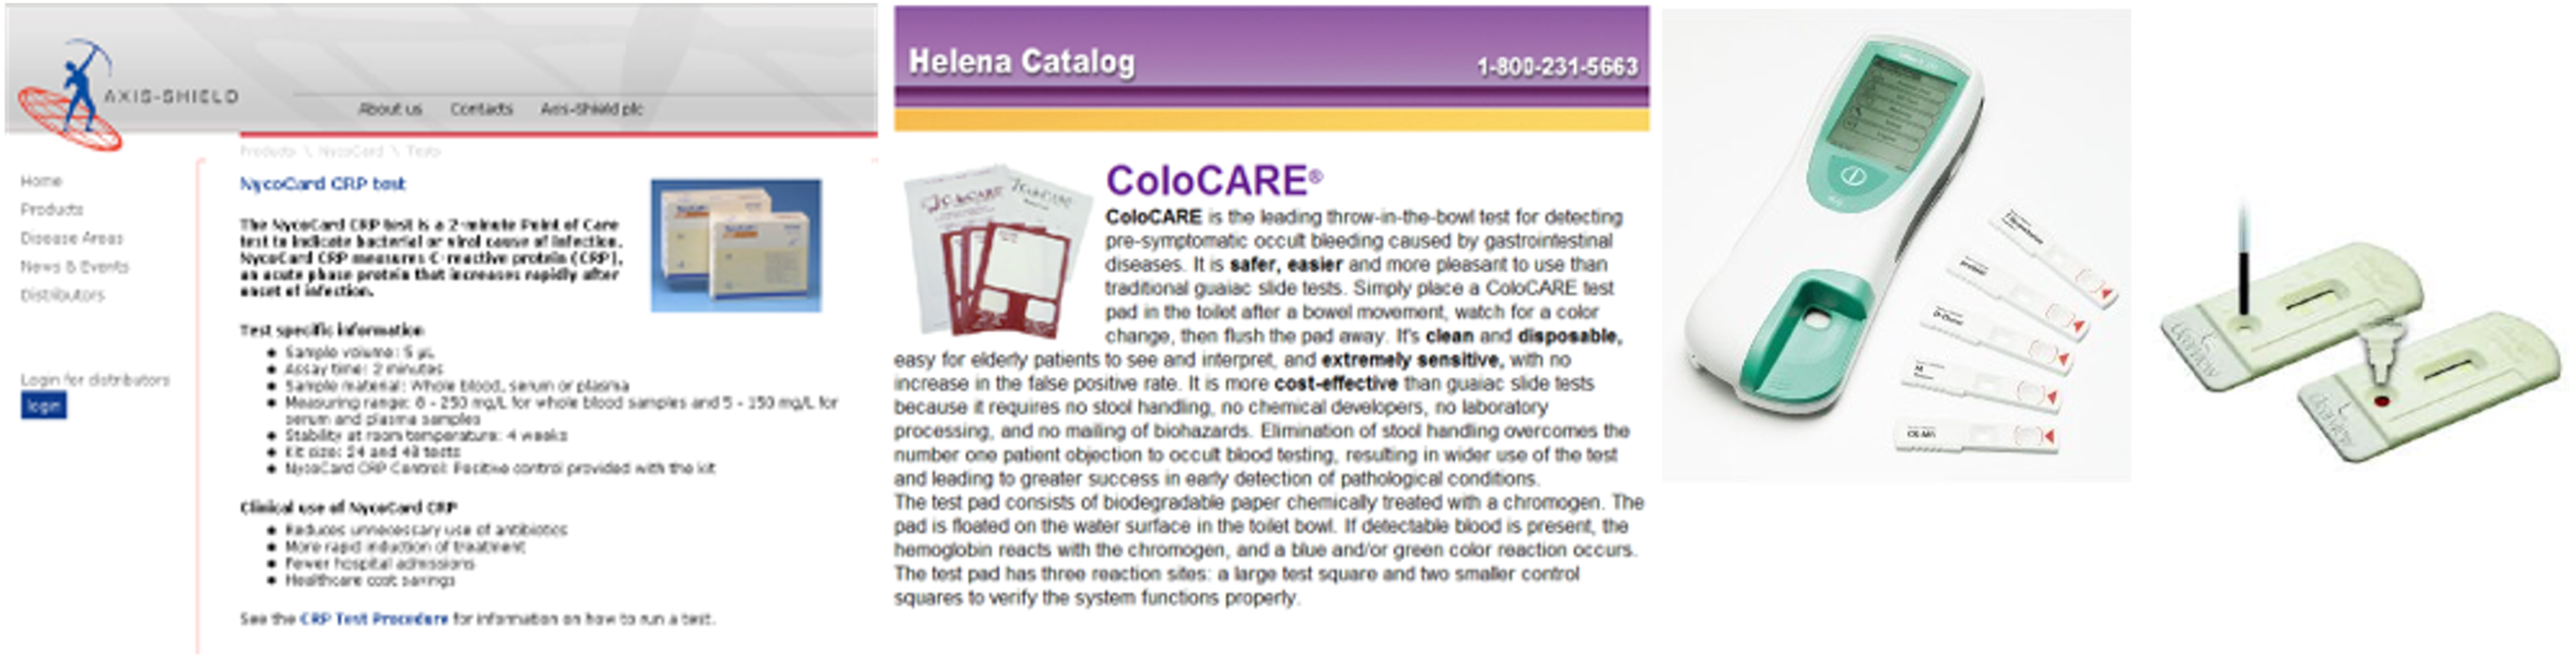 AXIS-SHIELD
About us
Contacts
Axis-Shield plc
Products \ NycoCard \ Tests
Home
Products
Disease Areas
News & Events
Distributors
Login for distributors
login
NycoCard CRP test
The NycoCard CRP test is a 2-minute Point of Care
test to indicate bacterial or viral cause of infection.
NycoCard CRP measures C-reactive protein (CRP),
an acute phase protein that increases rapidly after
onset of infection.
Test specific information
Sample volume: 5 µL
Assay time: 2 minutes
Sample material: Whole blood, serum or plasma
Measuring range: 8 - 250 mg/L for whole blood samples and 5 - 150 mg/L for
serum and plasma samples
Stability at room temperature: 4 weeks
Kit size: 24 and 48 tests
NycoCard CRP Control: Positive control provided with the kit
Clinical use of NycoCard CRP
Reduces unnecessary use of antibiotics
More rapid induction of treatment
Fewer hospital admissions
Healthcare cost savings
See the CRP Test Procedure for information on how to run a test.
Helena Catalog
1-800-231-5663
ColoCARE
ColoCARE®
ColoCARE is the leading throw-in-the-bowl test for detecting
pre-symptomatic occult bleeding caused by gastrointestinal
diseases. It is safer, easier and more pleasant to use than
traditional guaiac slide tests. Simply place a ColoCARE test
pad in the toilet after a bowel movement, watch for a color
change, then flush the pad away. It's clean and disposable,
easy for elderly patients to see and interpret, and extremely sensitive, with no
increase in the false positive rate. It is more cost-effective than guaiac slide tests
because it requires no stool handling, no chemical developers, no laboratory
processing, and no mailing of biohazards. Elimination of stool handling overcomes the
number one patient objection to occult blood testing, resulting in wider use of the test
and leading to greater success in early detection of pathological conditions.
The test pad consists of biodegradable paper chemically treated with a chromogen. The
pad is floated on the water surface in the toilet bowl. If detectable blood is present, the
hemoglobin reacts with the chromogen, and a blue and/or green color reaction occurs.
The test pad has three reaction sites: a large test square and two smaller control
squares to verify the system functions properly.
D-Dimer
CK-MB